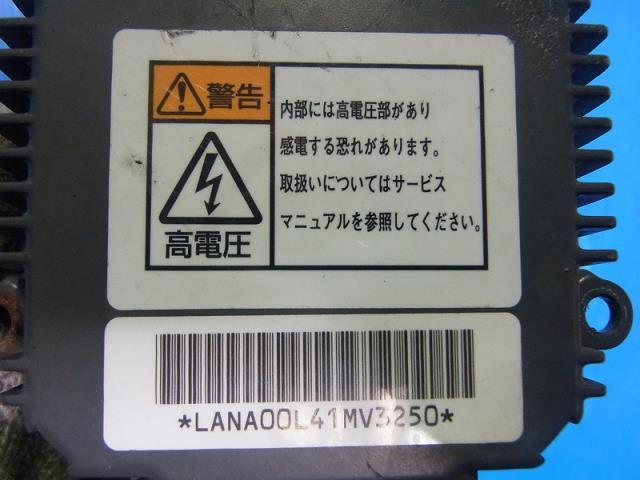 警告
高電圧
内部には高電圧部があり
感電する恐れがあります。
取扱いについてはサービス
マニュアルを参照してください。
*LANA00L41MV3250*